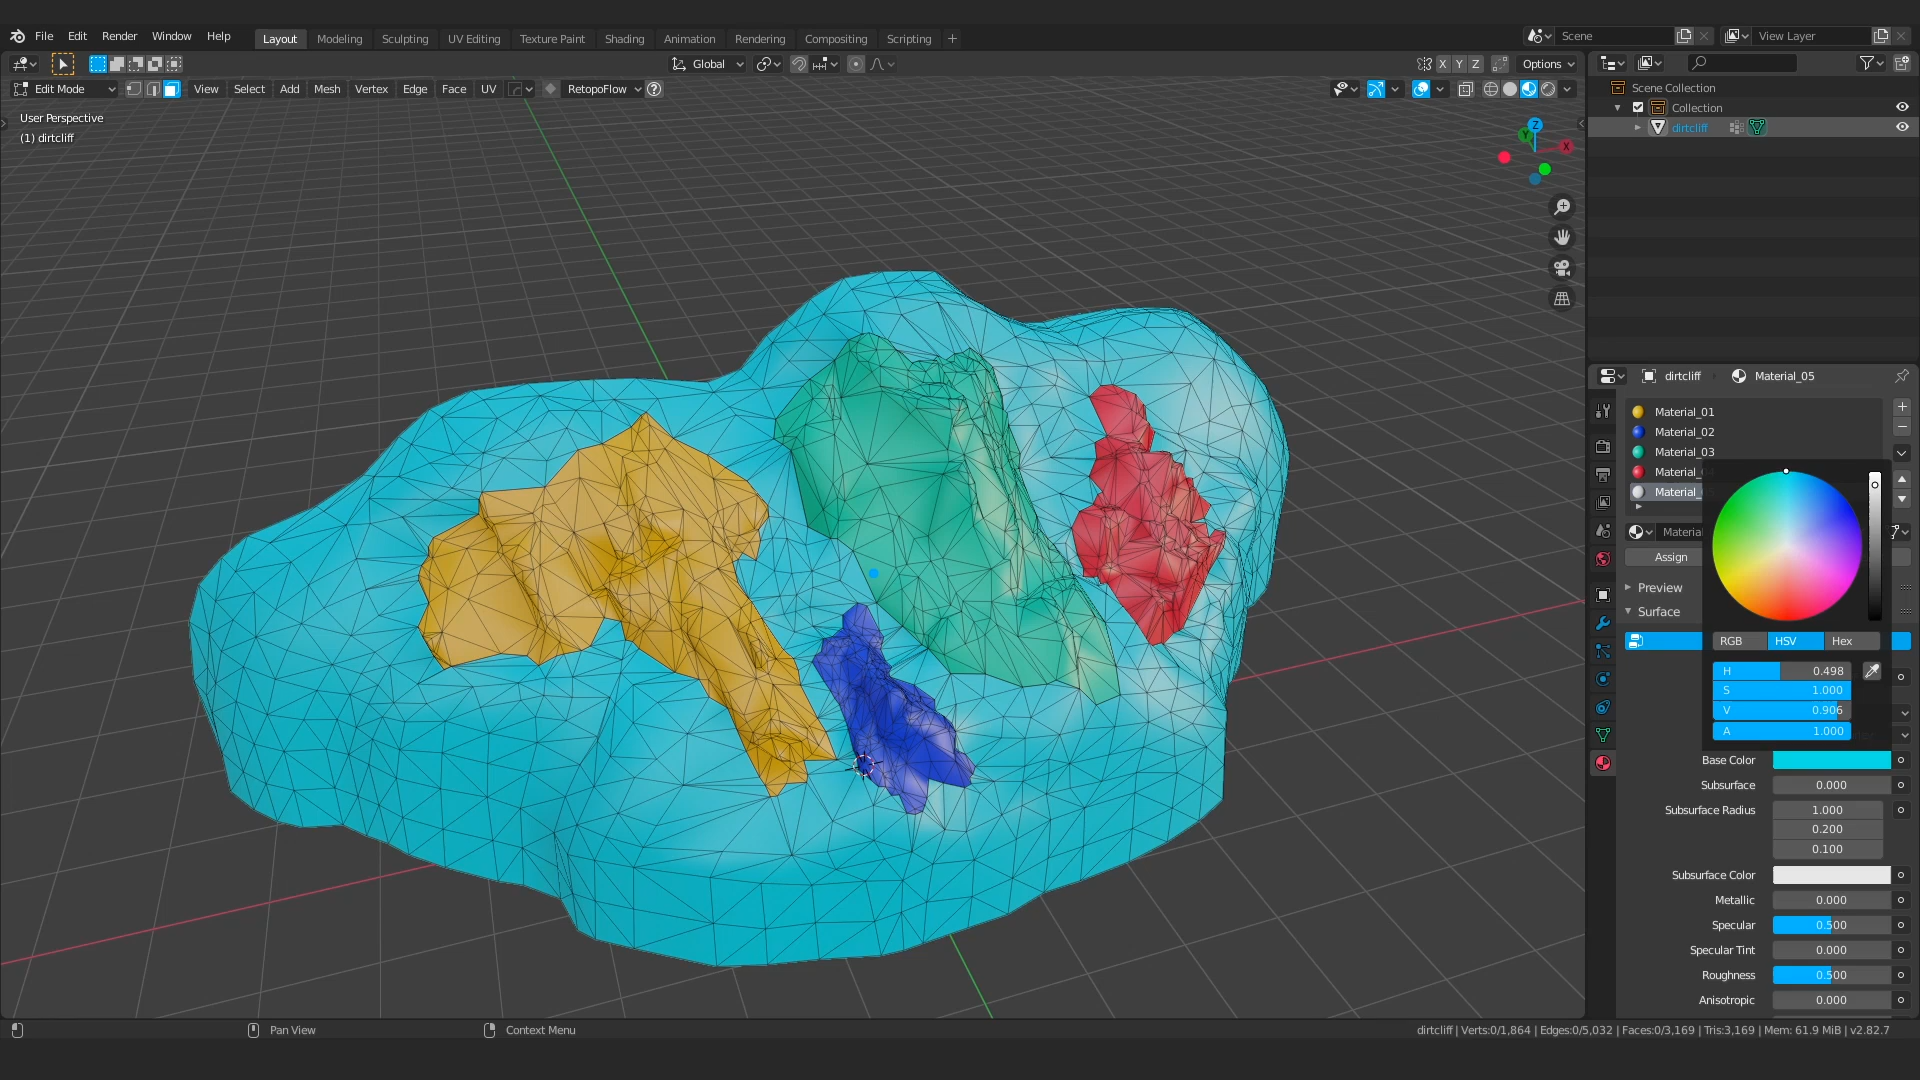 File Edit Render Window Help Layout Modeling Sculpting UV Editing Texture Paint Shading Animation Rendering Compositing Scripting + Scene View Layer
Global X Y Z Options
Edit Mode View Select Add Mesh Vertex Edge Face UV RetopoFlow
User Perspective
(1) dirtcliff
Z
Y
X
Scene Collection
Collection
dirtcliff
dirtcliff Material_05
Material_01
Material_02
Material_03
Material_
Material_
Material
Assign
Preview
Surface
RGB HSV Hex
H 0.498
S 1.000
V 0.906
A 1.000
Base Color
Subsurface 0.000
Subsurface Radius 1.000
0.200
0.100
Subsurface Color
Metallic 0.000
Specular 0.500
Specular Tint 0.000
Roughness 0.500
Anisotropic 0.000
Pan View Context Menu dirtcliff | Verts:0/1,864 | Edges:0/5,032 | Faces:0/3,169 | Tris:3,169 | Mem: 61.9 MiB | v2.82.7